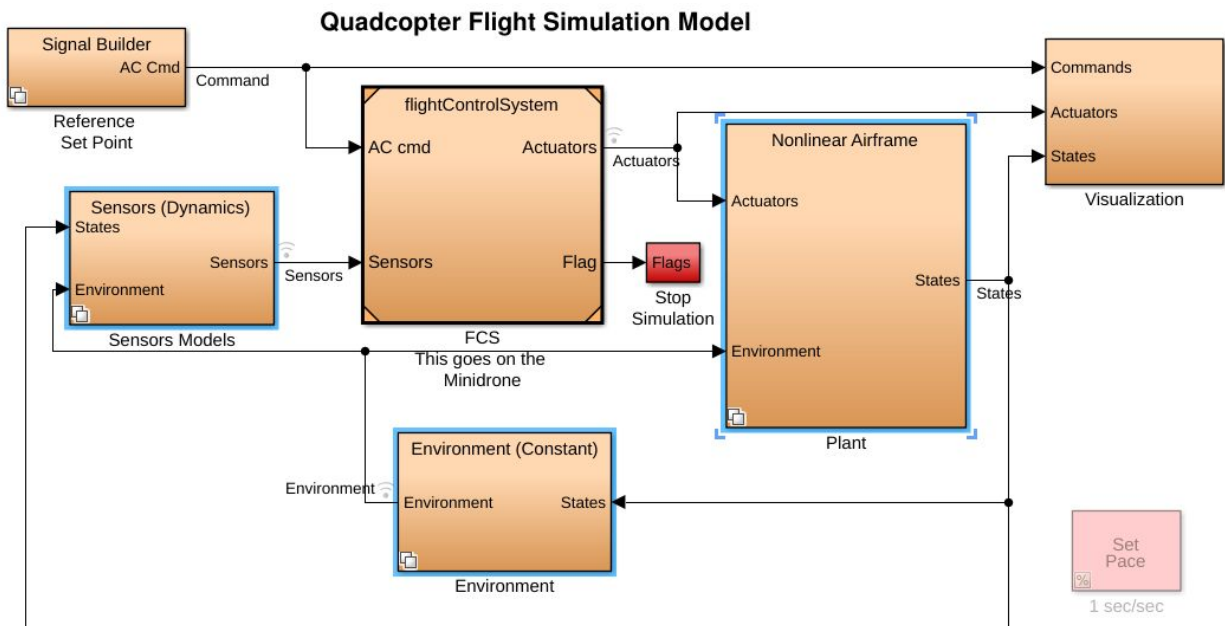 Quadcopter Flight Simulation Model
Signal Builder
AC Cmd
Command
Reference
Set Point
flightControlSystem
AC cmd
Actuators
Sensors
Flag
FCS
This goes on the
Minidrone
Actuators
Flags
Stop
Simulation
Nonlinear Airframe
Actuators
States
Environment
Plant
States
Commands
Actuators
States
Visualization
Sensors (Dynamics)
States
Sensors
Environment
Sensors Models
Sensors
Environment (Constant)
Environment
States
Environment
Environment
Set
Pace
%
1 sec/sec